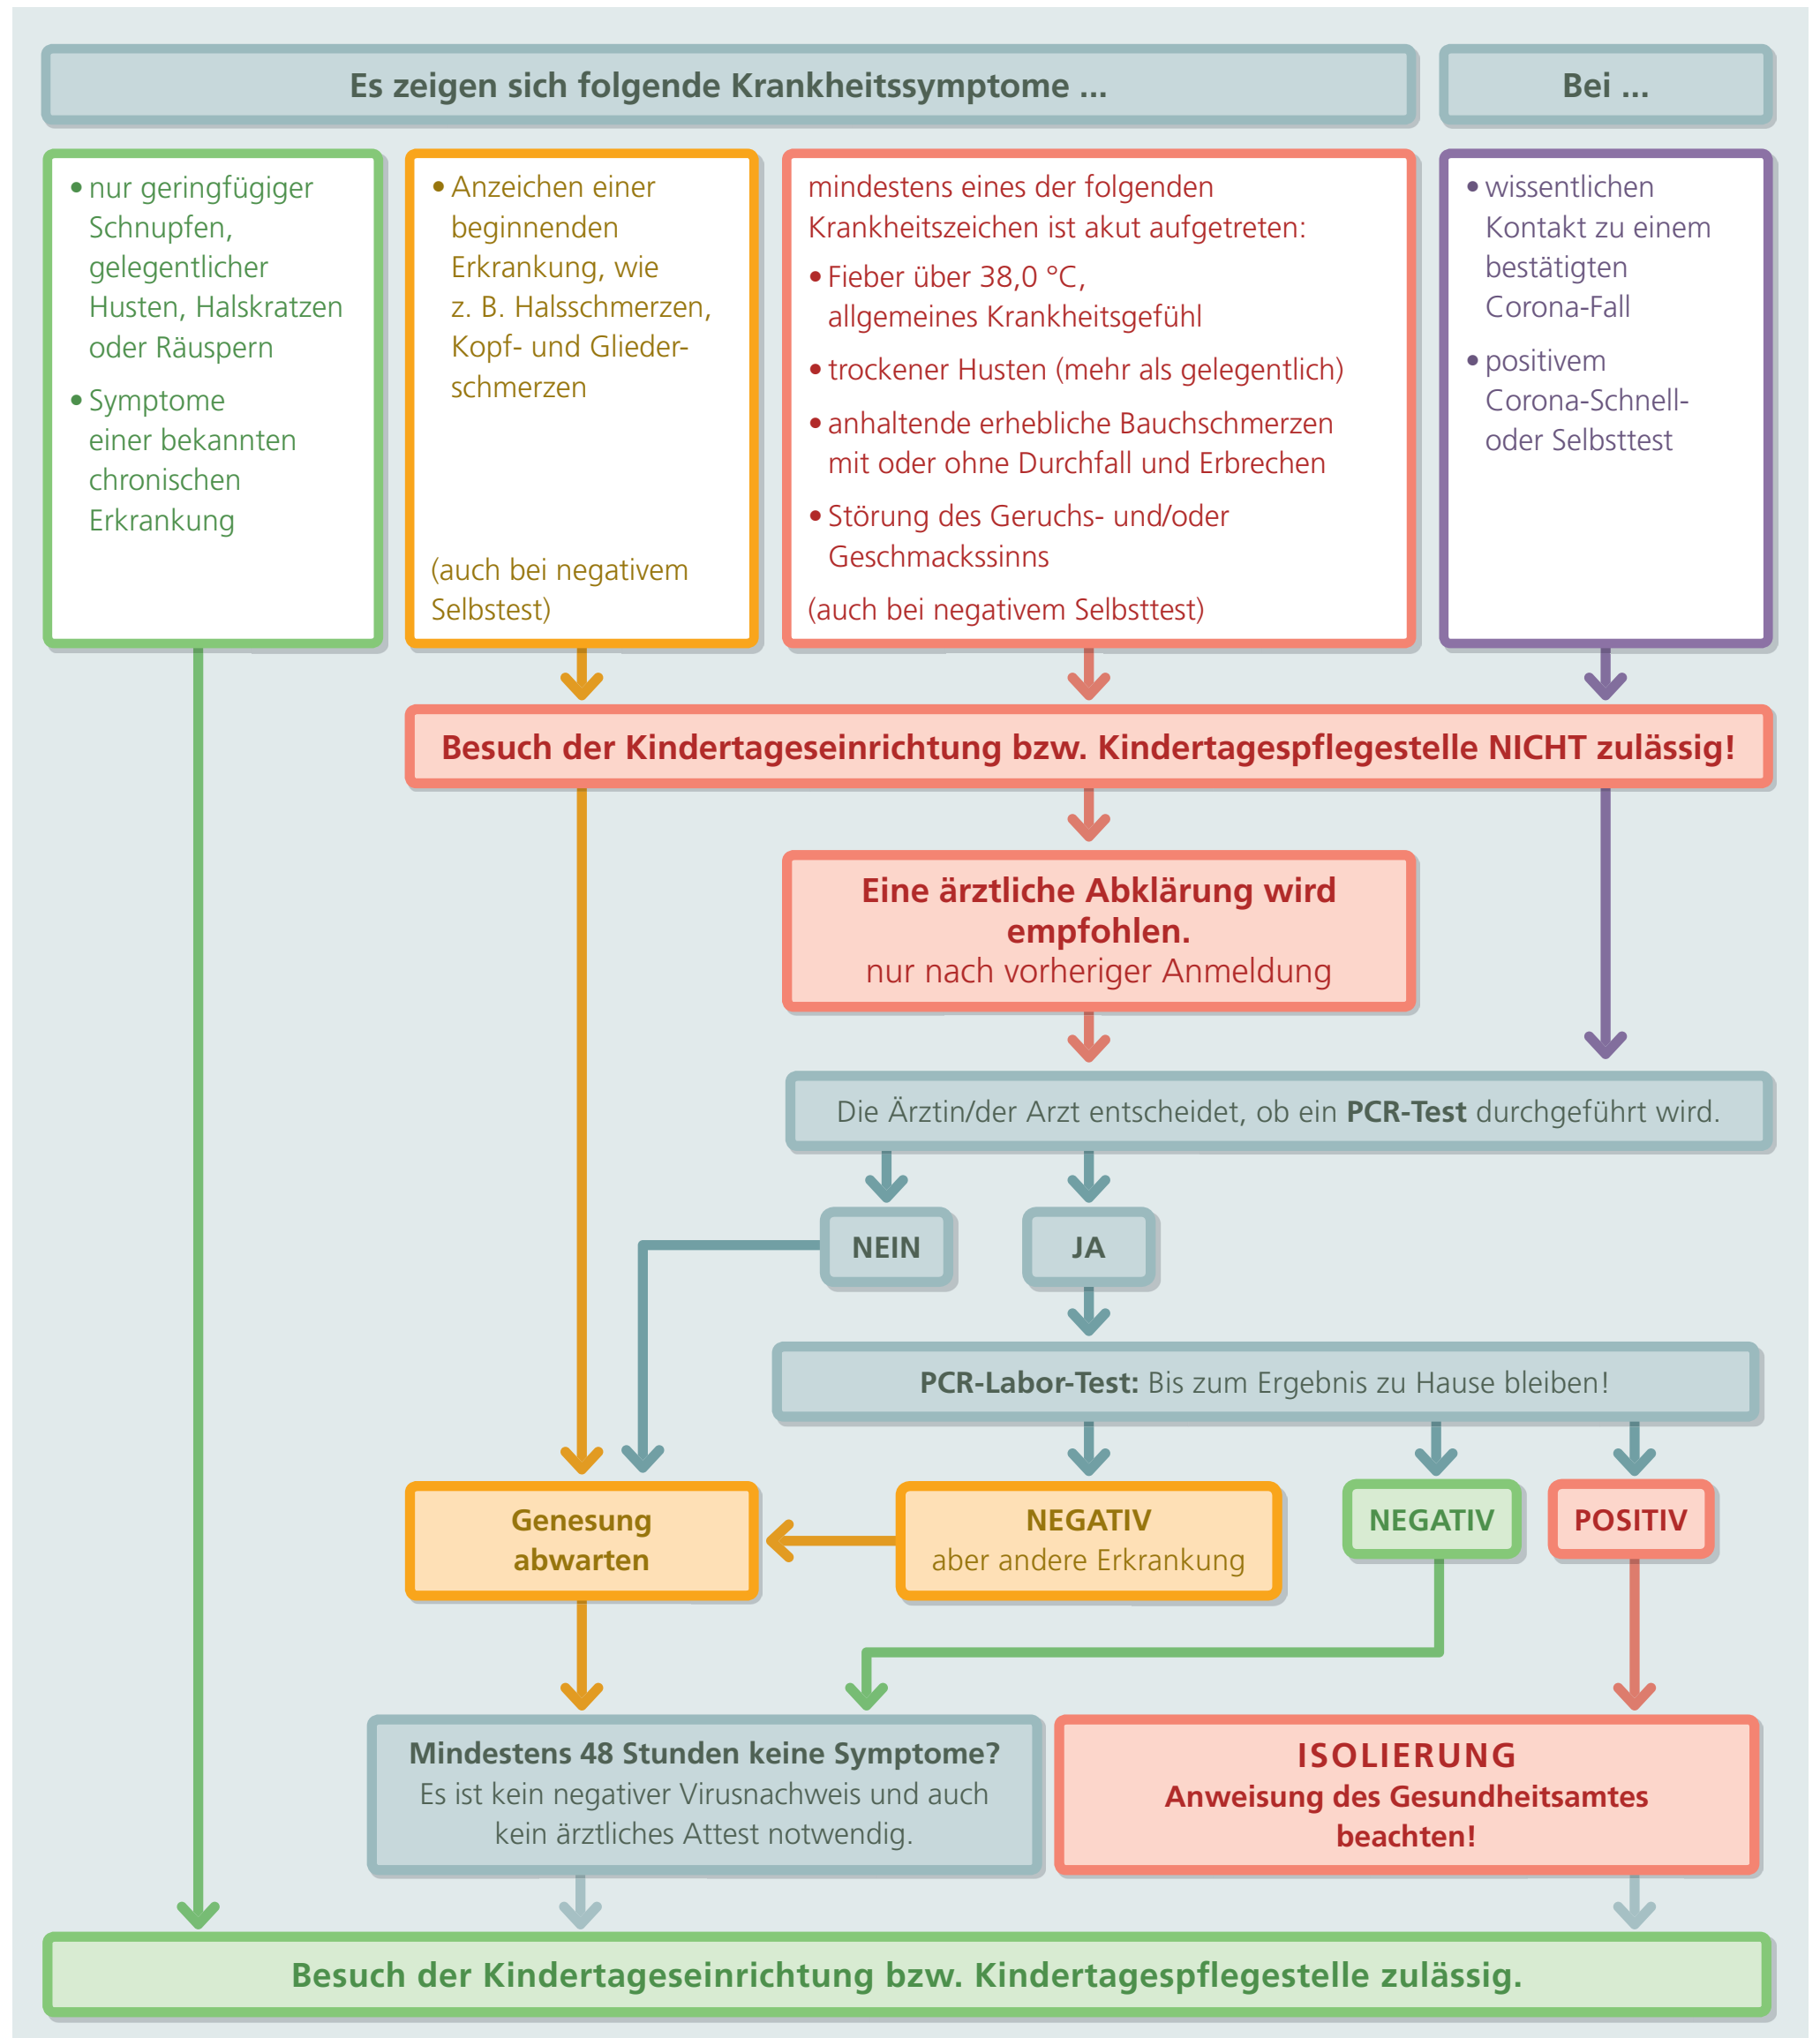 Es zeigen sich folgende Krankheitssymptome ...
Bei ...
• nur geringfügiger
Schnupfen,
gelegentlicher
Husten, Halskratzen
oder Räuspern
• Symptome
einer bekannten
chronischen
Erkrankung
• Anzeichen einer
beginnenden
Erkrankung, wie
z. B. Halsschmerzen,
Kopf- und Glieder-
schmerzen
(auch bei negativem
Selbstest)
mindestens eines der folgenden
Krankheitszeichen ist akut aufgetreten:
• Fieber über 38,0 °C,
allgemeines Krankheitsgefühl
• trockener Husten (mehr als gelegentlich)
• anhaltende erhebliche Bauchschmerzen
mit oder ohne Durchfall und Erbrechen
• Störung des Geruchs- und/oder
Geschmackssinns
(auch bei negativem Selbsttest)
• wissentlichen
Kontakt zu einem
bestätigten
Corona-Fall
• positivem
Corona-Schnell-
oder Selbsttest
Besuch der Kindertageseinrichtung bzw. Kindertagespflegestelle NICHT zulässig!
Eine ärztliche Abklärung wird
empfohlen.
nur nach vorheriger Anmeldung
Die Ärztin/der Arzt entscheidet, ob ein PCR-Test durchgeführt wird.
NEIN
JA
PCR-Labor-Test: Bis zum Ergebnis zu Hause bleiben!
Genesung
abwarten
NEGATIV
aber andere Erkrankung
NEGATIV
POSITIV
Mindestens 48 Stunden keine Symptome?
Es ist kein negativer Virusnachweis und auch
kein ärztliches Attest notwendig.
ISOLIERUNG
Anweisung des Gesundheitsamtes
beachten!
Besuch der Kindertageseinrichtung bzw. Kindertagespflegestelle zulässig.